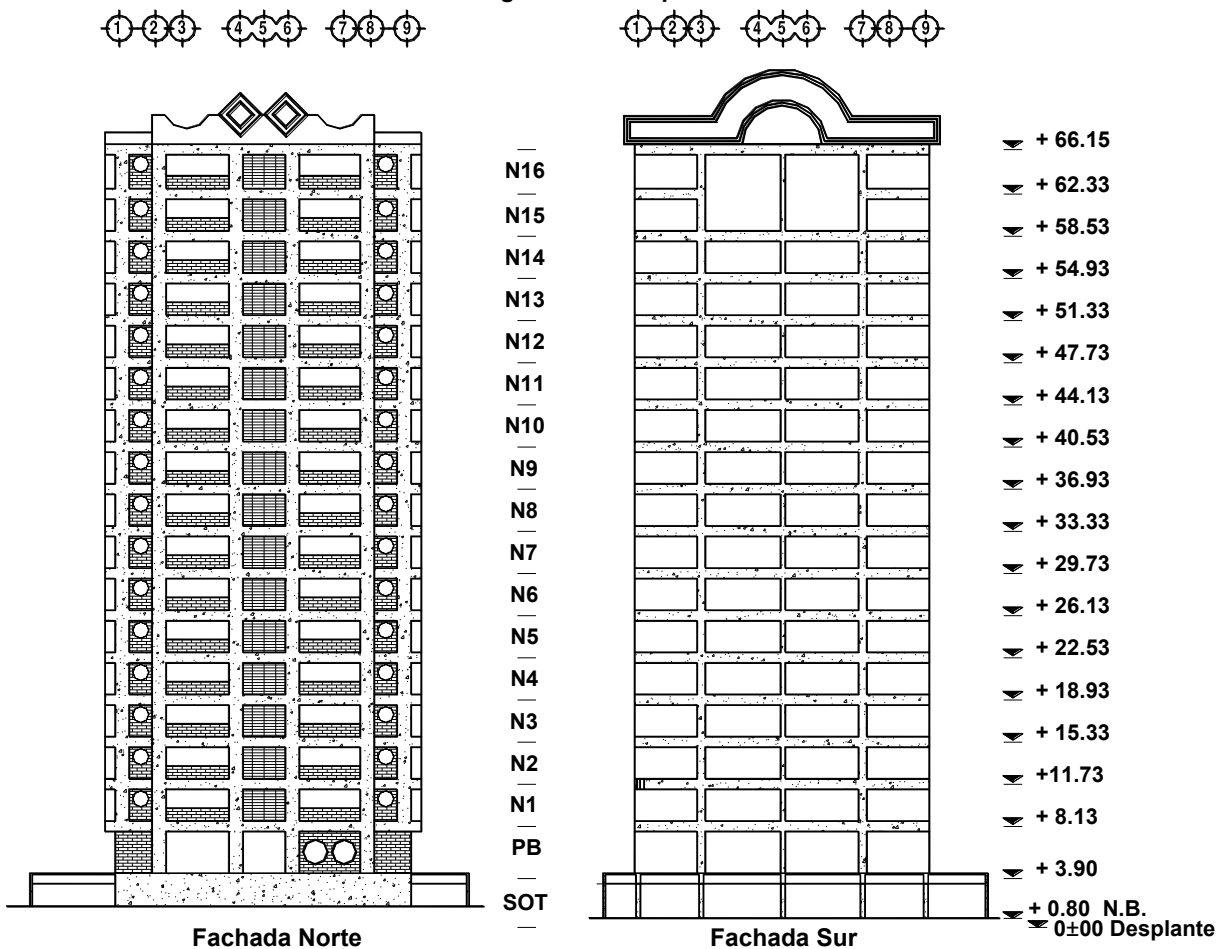 1 2 3 4 5 6 7 8 9
1 2 3 4 5 6 7 8 9
+ 66.15
N16
+ 62.33
N15
+ 58.53
N14
+ 54.93
N13
+ 51.33
N12
+ 47.73
N11
+ 44.13
N10
+ 40.53
N9
+ 36.93
N8
+ 33.33
N7
+ 29.73
N6
+ 26.13
N5
+ 22.53
N4
+ 18.93
N3
+ 15.33
N2
+11.73
N1
+ 8.13
PB
+ 3.90
SOT
+ 0.80 N.B.
0±00 Desplante
Fachada Norte
Fachada Sur